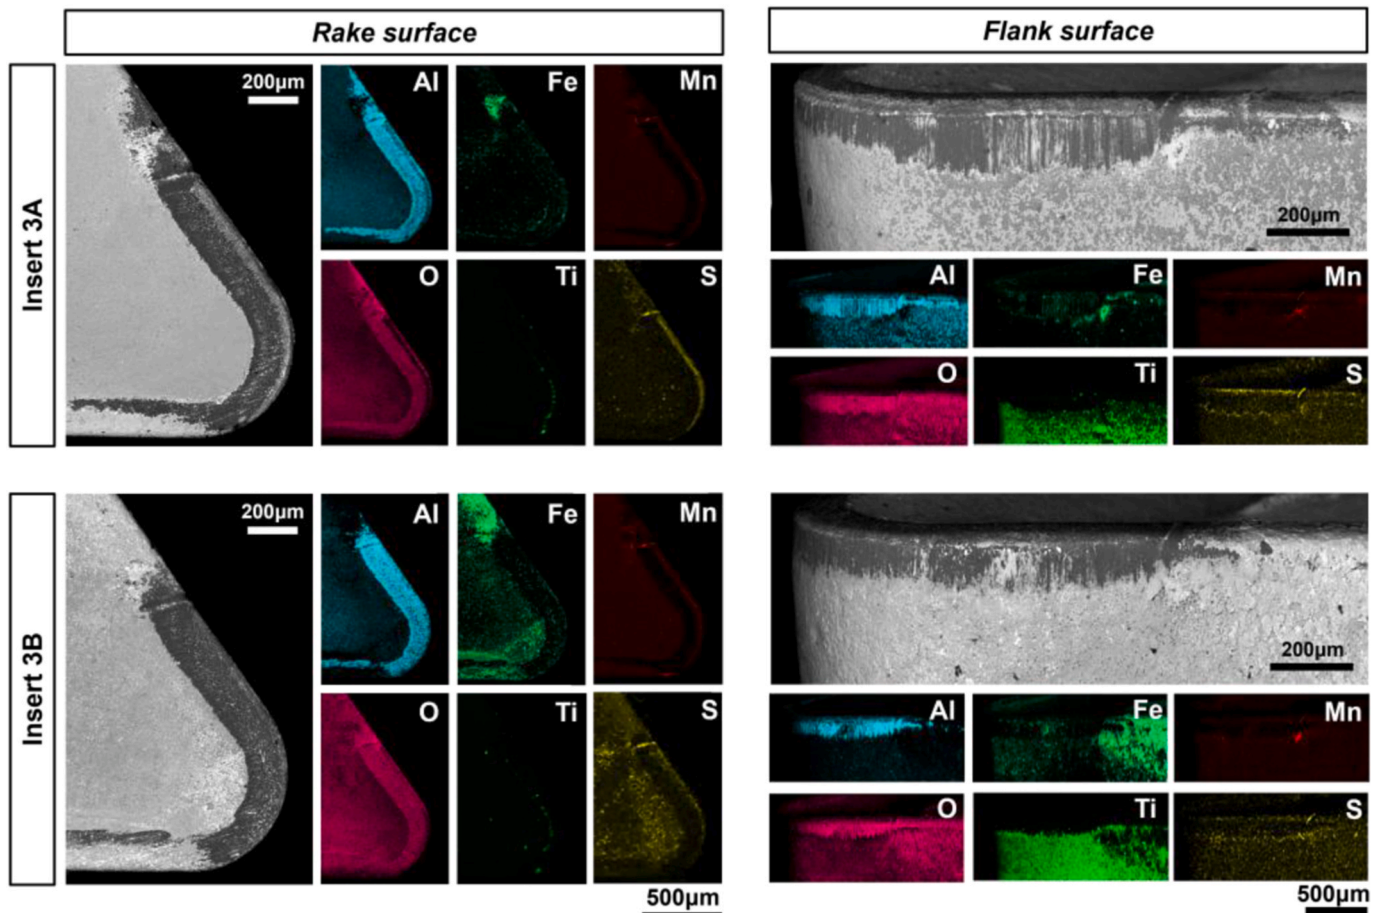 Rake surface
Flank surface
Insert 3A
200μm
Al
Fe
Mn
O
Ti
S
200μm
Al
Fe
Mn
O
Ti
S
Insert 3B
200μm
Al
Fe
Mn
O
Ti
S
500μm
200μm
Al
Fe
Mn
O
Ti
S
500μm